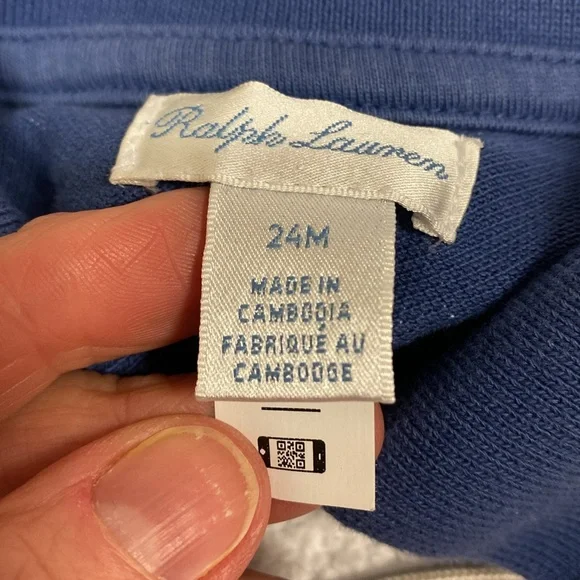 Ralph Lauren
24M
MADE IN
CAMBODIA
FABRIQUÉ AU
CAMBODGE